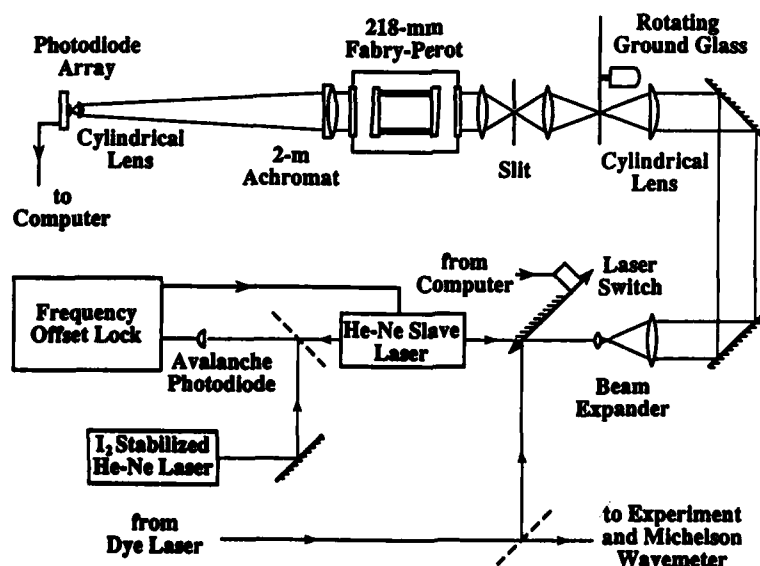 Photodiode
Array
218-mm
Fabry-Perot
Rotating
Ground Glass
Cylindrical
Lens
to
Computer
2-m
Achromat
Slit
Cylindrical
Lens
from
Computer
Laser
Switch
Frequency
Offset Lock
He-Ne Slave
Laser
Avalanche
Photodiode
Beam
Expander
I2 Stabilized
He-Ne Laser
from
Dye Laser
to Experiment
and Michelson
Wavemeter